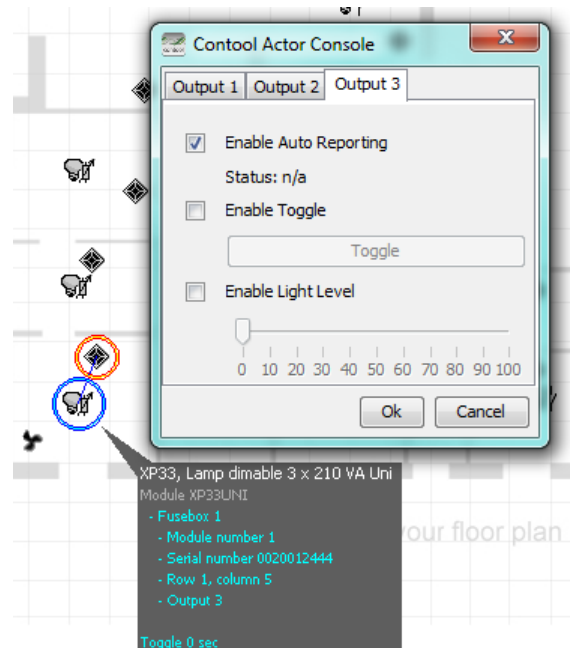 Contool Actor Console
Output 1 Output 2 Output 3
Enable Auto Reporting
Status: n/a
Enable Toggle
Toggle
Enable Light Level
0 10 20 30 40 50 60 70 80 90 100
Ok Cancel
XP33, Lamp dimable 3 x 210 VA Uni
Module XP33UNI
- Fusebox 1
- Module number 1
- Serial number 0020012444
- Row 1, column 5
- Output 3
Toggle 0 sec
your floor plan